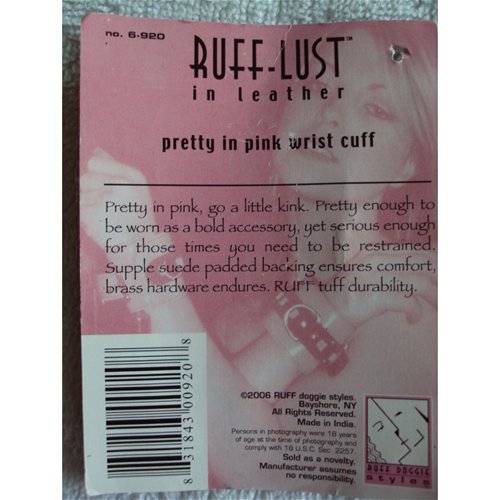 no. 6-920
RUFF-LUST™
in leather
pretty in pink wrist cuff
Pretty in pink, go a little kink. Pretty enough to
be worn as a bold accessory, yet serious enough
for those times you need to be restrained.
Supple suede padded backing ensures comfort,
brass hardware endures. RUFF tuff durability.
8 31843 00920 8
©2006 RUFF doggie styles.
Bayshore, NY
All Rights Reserved.
Made in India.
Persons in photography were 18 years
of age at the time of photography and
comply with 18 U.S.C. Sec. 2257.
Sold as a novelty.
Manufacturer assumes
no responsibility.
RUFF DOGGIE
styles